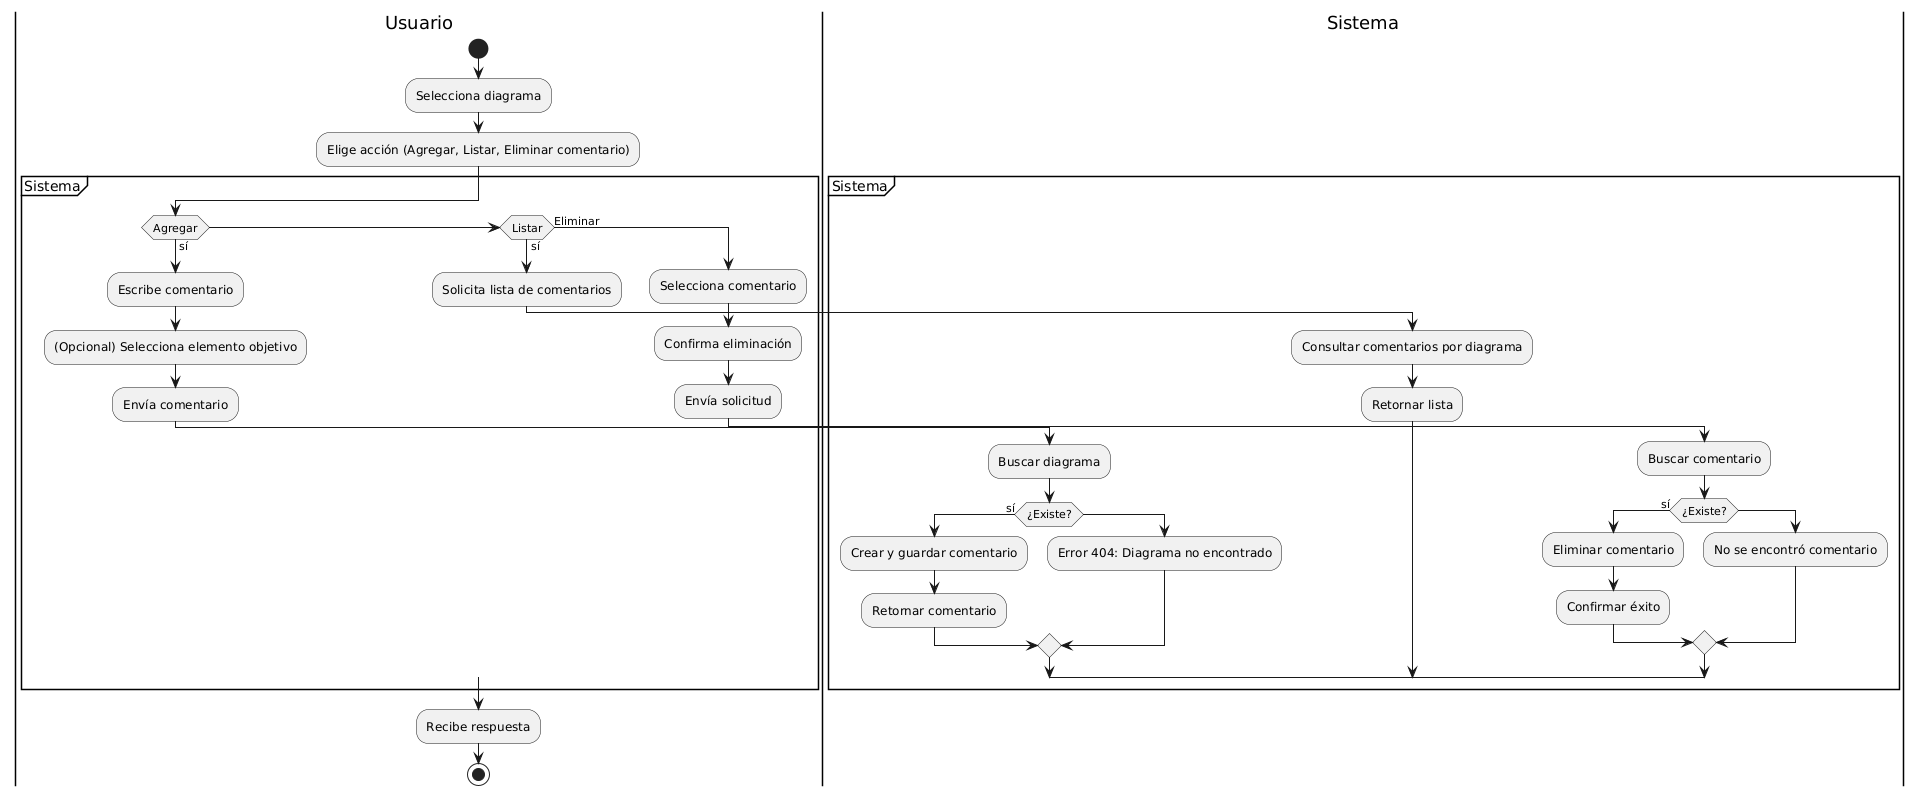 Usuario
Sistema
Selecciona diagrama
Elige acción (Agregar, Listar, Eliminar comentario)
Sistema
Sistema
Agregar
Listar
Eliminar
sí
sí
Escribe comentario
Solicita lista de comentarios
Selecciona comentario
(Opcional) Selecciona elemento objetivo
Confirma eliminación
Consultar comentarios por diagrama
Envía comentario
Envía solicitud
Retornar lista
Buscar diagrama
Buscar comentario
sí
¿Existe?
sí
¿Existe?
Crear y guardar comentario
Error 404: Diagrama no encontrado
Eliminar comentario
No se encontró comentario
Retornar comentario
Confirmar éxito
Recibe respuesta